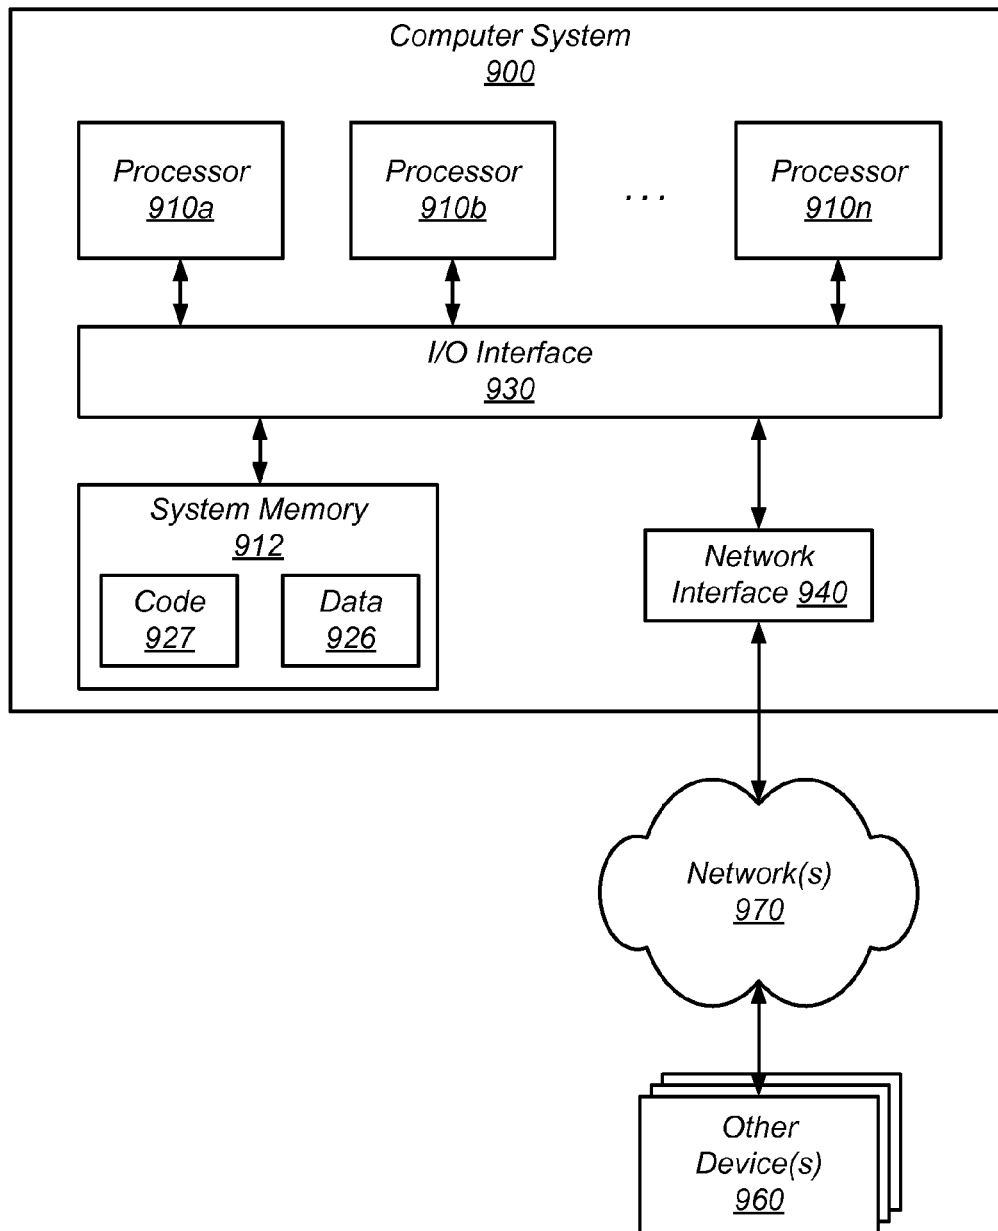 Computer System
900
Processor
910a
Processor
910b
. . .
Processor
910n
I/O Interface
930
System Memory
912
Code
927
Data
926
Network
Interface 940
Network(s)
970
Other
Device(s)
960